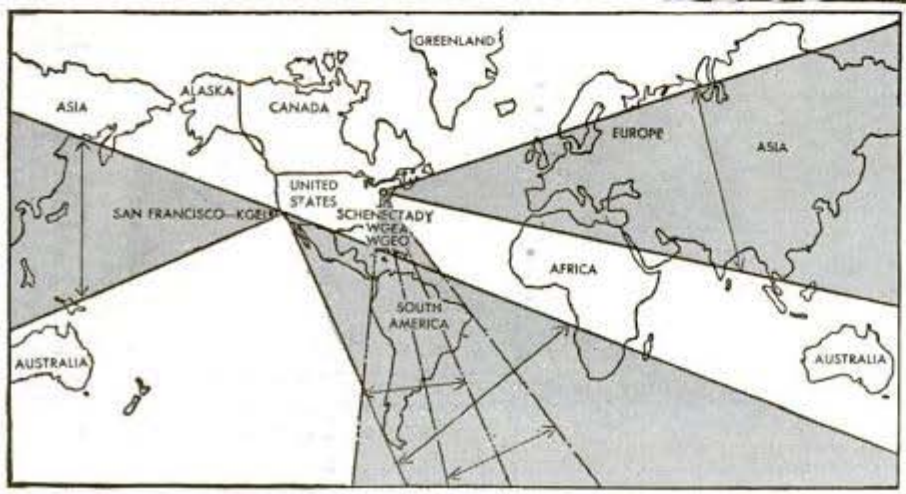 GREENLAND
ALASKA
ASIA
CANADA
EUROPE
ASIA
UNITED
STATES
SAN FRANCISCO—KGEI
SCHENECTADY
WGEA
WGEO
AFRICA
SOUTH
AMERICA
AUSTRALIA
AUSTRALIA